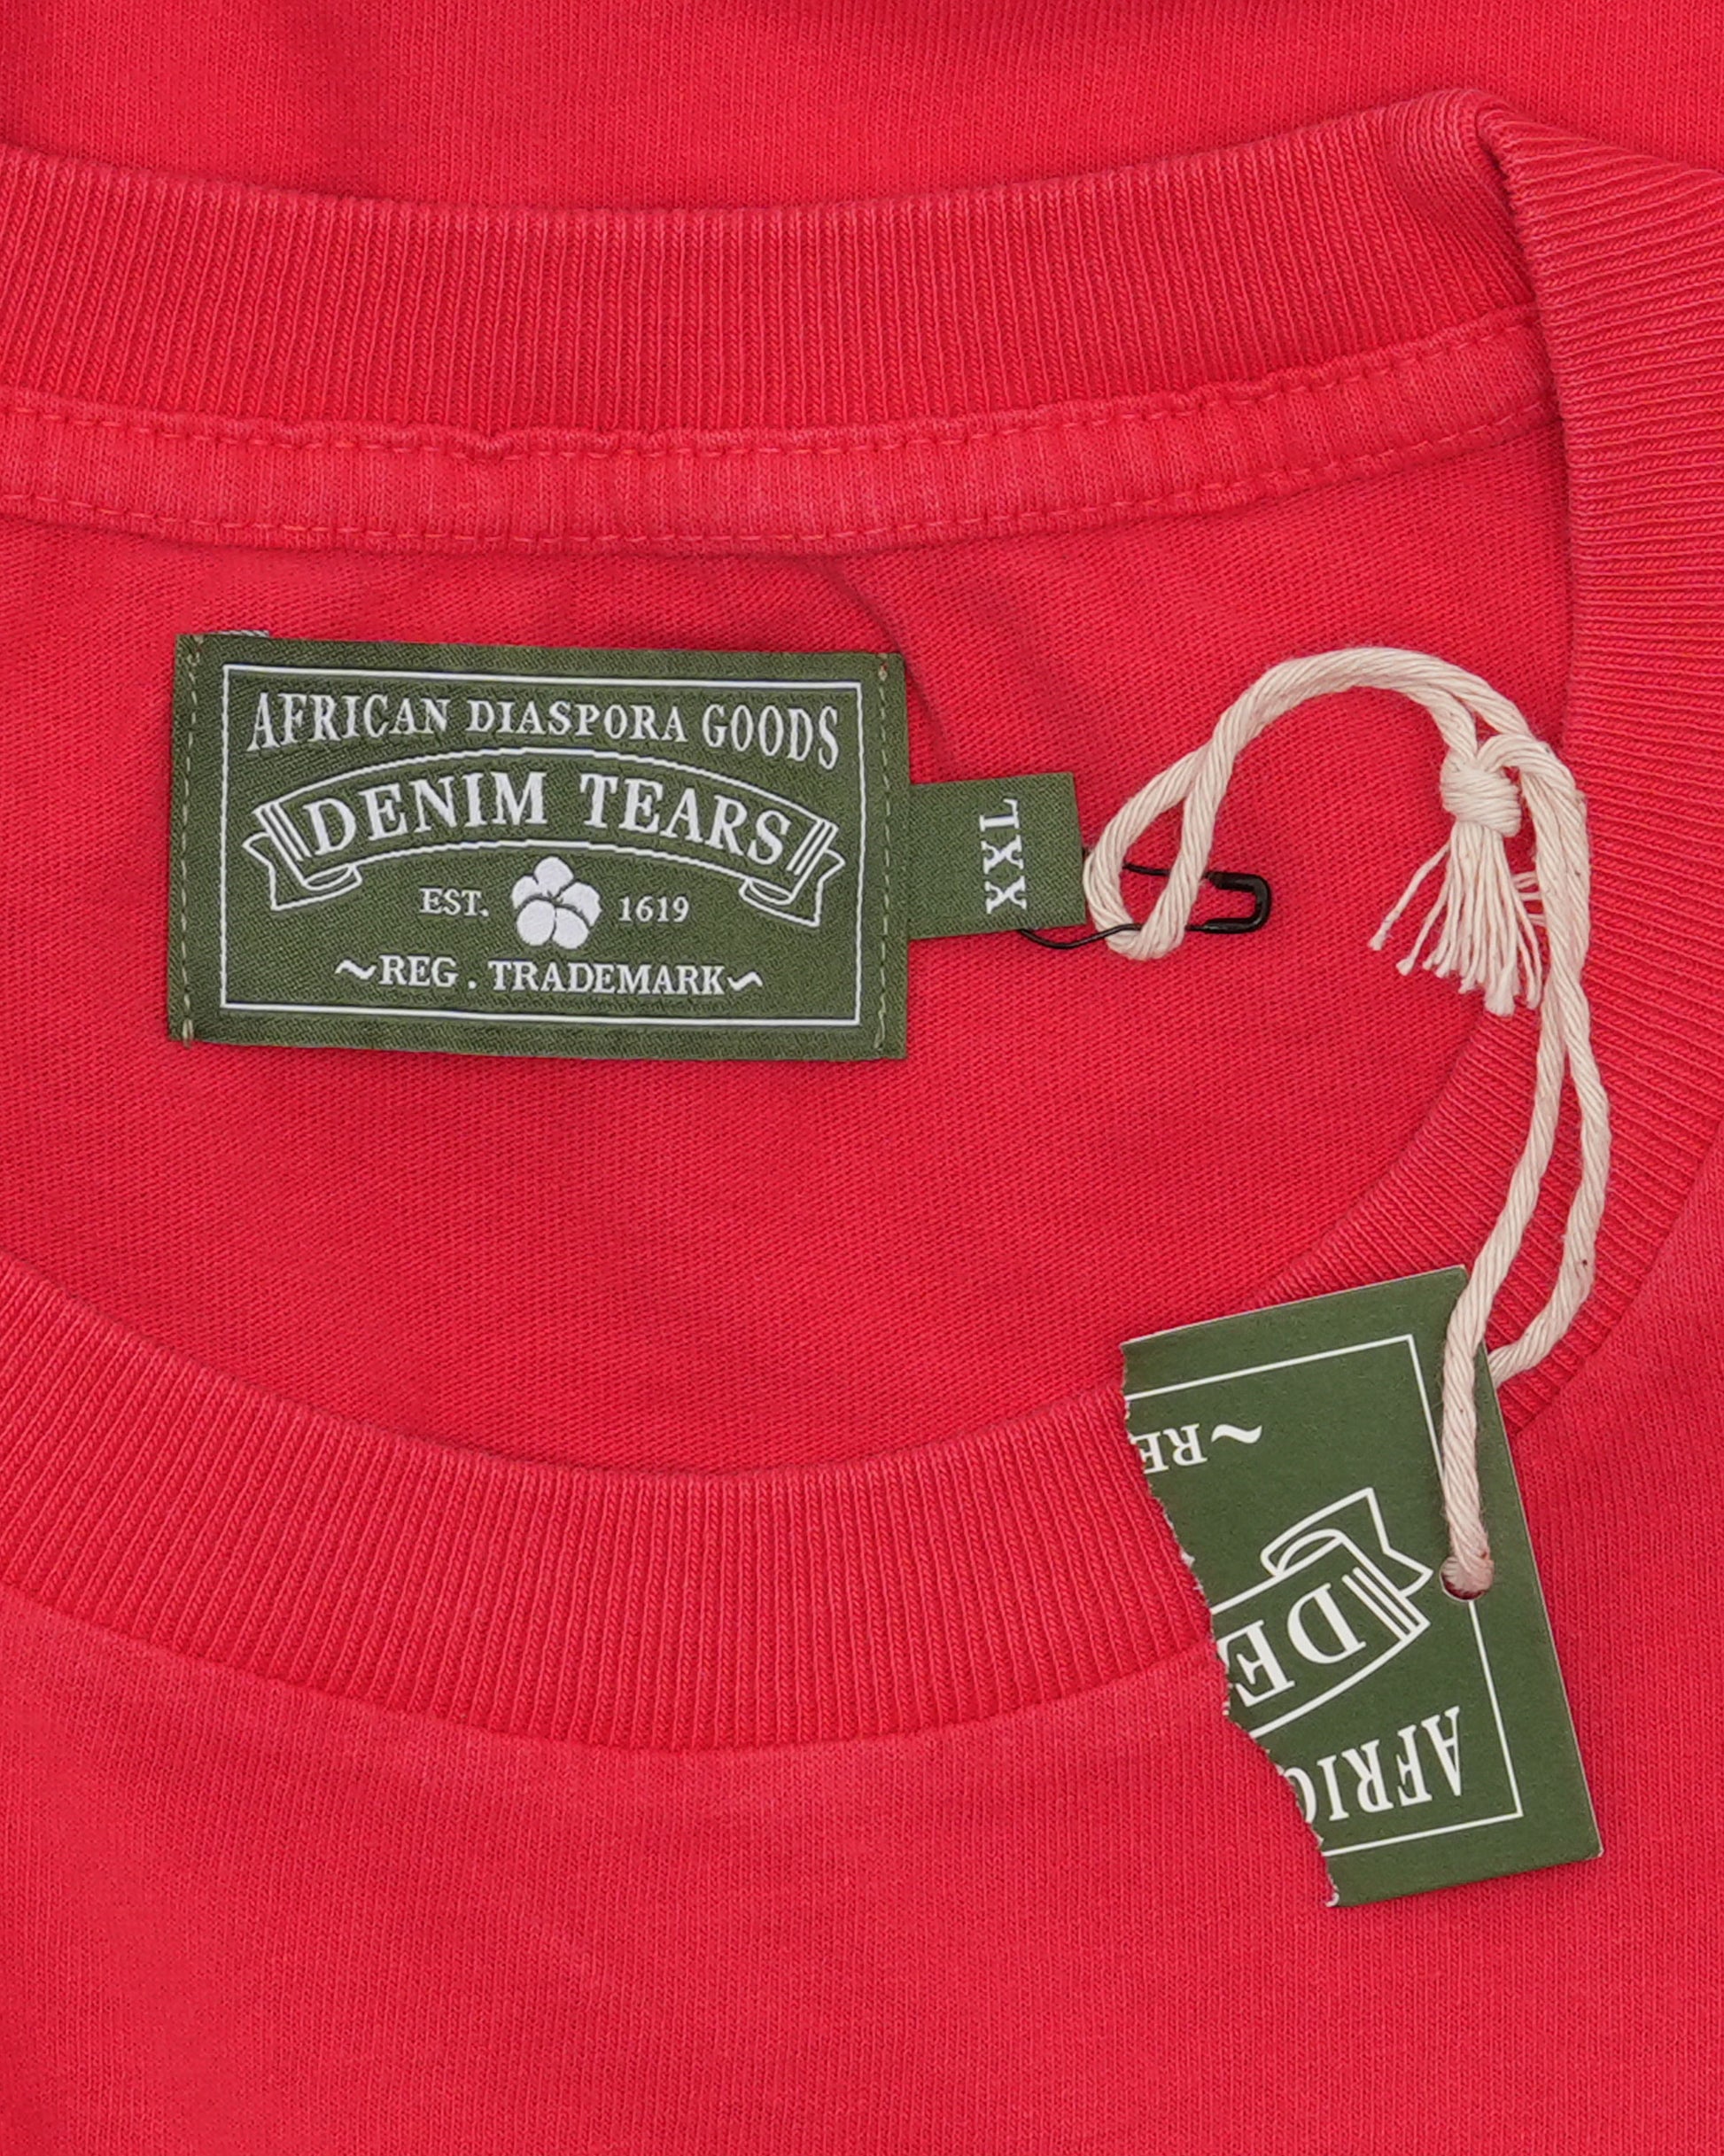 AFRICAN DIASPORA GOODS
DENIM TEARS
EST. 1619
~REG . TRADEMARK~
XXL
AFRIC
DE
~RE